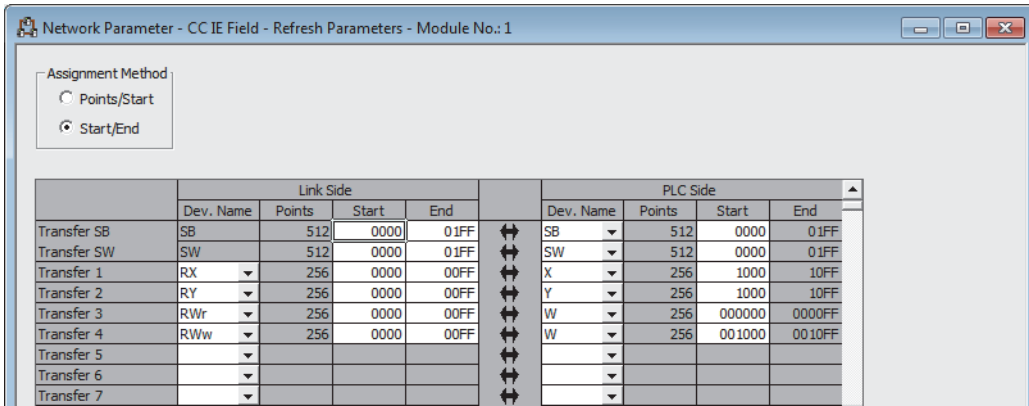 Network Parameter - CC IE Field - Refresh Parameters - Module No.: 1
Assignment Method
Points/Start
Start/End
Link Side PLC Side
Dev. Name Points Start End Dev. Name Points Start End
Transfer SB SB 512 0000 01FF SB 512 0000 01FF
Transfer SW SW 512 0000 01FF SW 512 0000 01FF
Transfer 1 RX 256 0000 00FF X 256 1000 10FF
Transfer 2 RY 256 0000 00FF Y 256 1000 10FF
Transfer 3 RWr 256 0000 00FF W 256 000000 0000FF
Transfer 4 RWw 256 0000 00FF W 256 001000 0010FF
Transfer 5
Transfer 6
Transfer 7